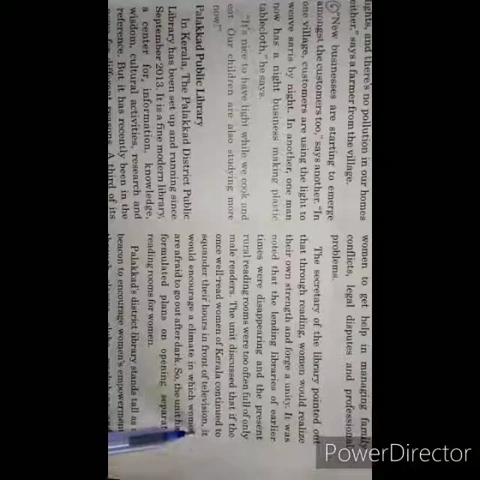 ights, and there's no pollution in our homes
either," says a farmer from the village.
C "New businesses are starting to emerge
amongst the customers too," says another. "In
one village, customers are using the light to
weave saris by night. In another, one man
now has a night business making plastic
tablecloth," he says.
"It's nice to have light while we cook and
eat. Our children are also studying more
now!"
Palakkad Public Library
In Kerala, The Palakkad District Public
Library has been set up and running since
September 2013. It is a fine modern library,
a center for, information, knowledge,
wisdom, cultural activities, research and
reference. But it has recently been in the
for different reasons. A third of its
women to get help in managing family
conflicts, legal disputes and professional
problems.
The secretary of the library pointed out
that through reading, women would realize
their own strength and forge a unity. It was
noted that the lending libraries of earlier
times were disappearing and the present
rural reading rooms were too often full of only
male readers. The unit discussed that if the
once well-read women of Kerala continued to
squander their hours in front of television, it
would encourage a climate in which women
are afraid to go out after dark. So, the unit
formulated plans on opening separat
reading rooms for women.
Palakkad's district library stands tall as
beacon to encourage women's empowerment
PowerDirector